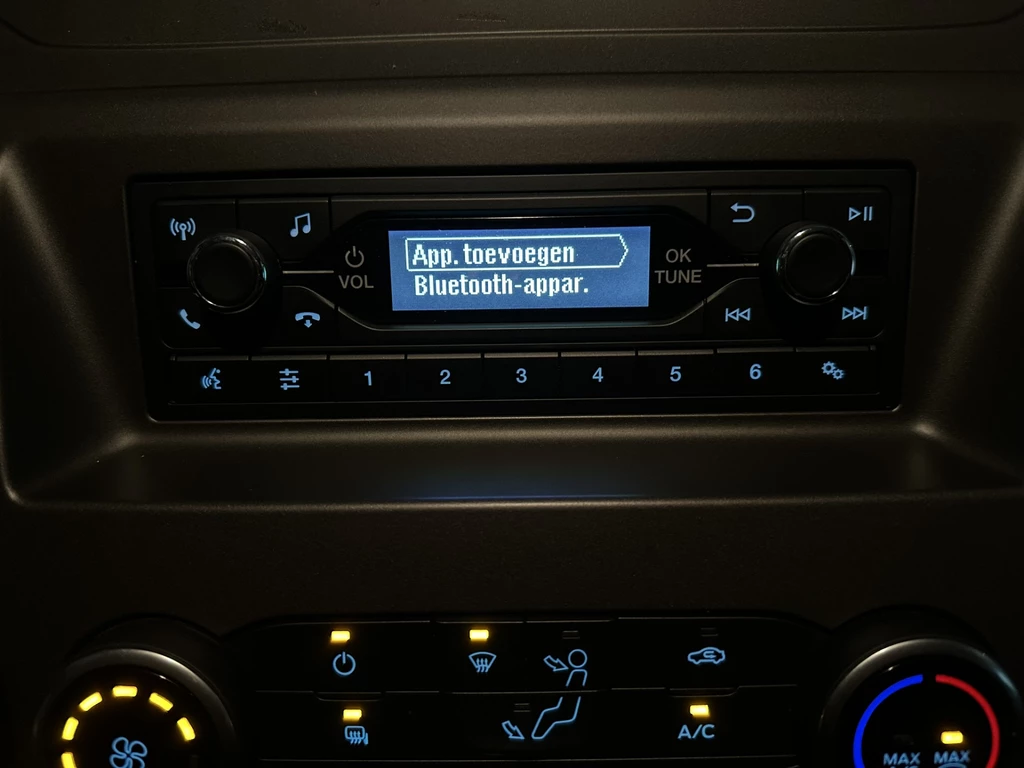 App. toevoegen
Bluetooth-appar.
VOL
OK
TUNE
1
2
3
4
5
6
A/C
MAX
MAX